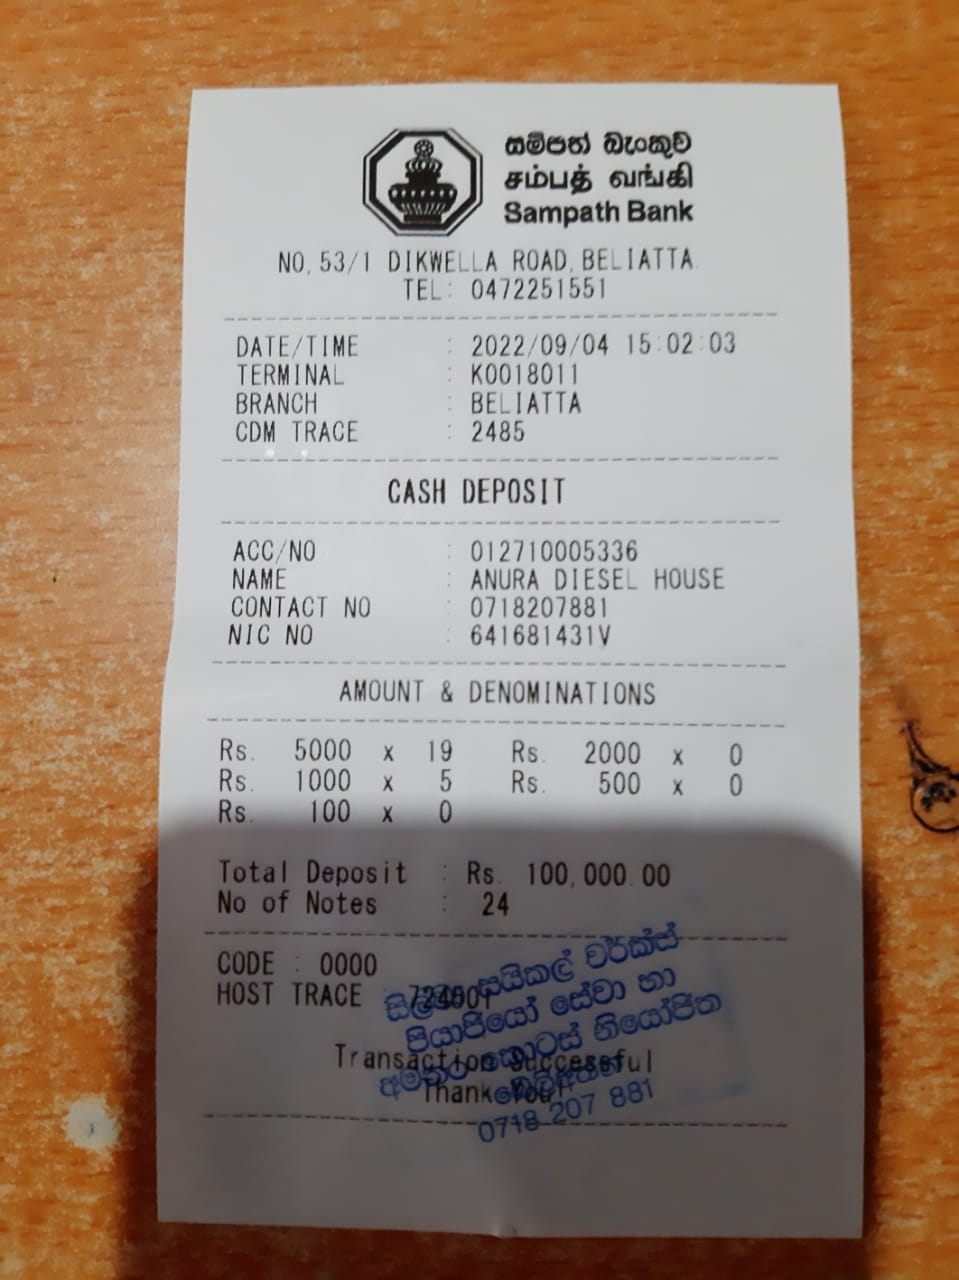 සම්පත් බැංකුව
சம்பத் வங்கி
Sampath Bank
NO, 53/1 DIKWELLA ROAD, BELIATTA.
TEL: 0472251551
DATE/TIME : 2022/09/04 15:02:03
TERMINAL : K0018011
BRANCH : BELIATTA
CDM TRACE : 2485
CASH DEPOSIT
ACC/NO : 012710005336
NAME : ANURA DIESEL HOUSE
CONTACT NO : 0718207881
NIC NO : 641681431V
AMOUNT & DENOMINATIONS
Rs. 5000 x 19 Rs. 2000 x 0
Rs. 1000 x 5 Rs. 500 x 0
Rs. 100 x 0
Total Deposit : Rs. 100,000.00
No of Notes : 24
CODE : 0000
HOST TRACE :
සයිකල් වර්ක්ස්
පියාජියෝ සේවා හා
කොටස් නියෝජිත
Transaction Successful
Thank You!
0718 207 881